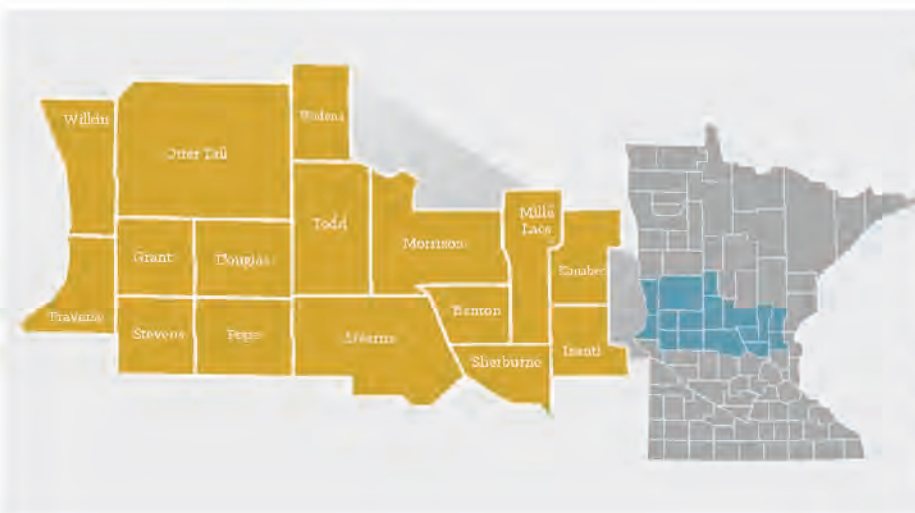 Wilkin
Otter Tail
Wadena
Todd
Morrison
Mille
Lacs
Kanabec
Grant
Douglas
Traverse
Stevens
Pope
Stearns
Benton
Sherburne
Isanti